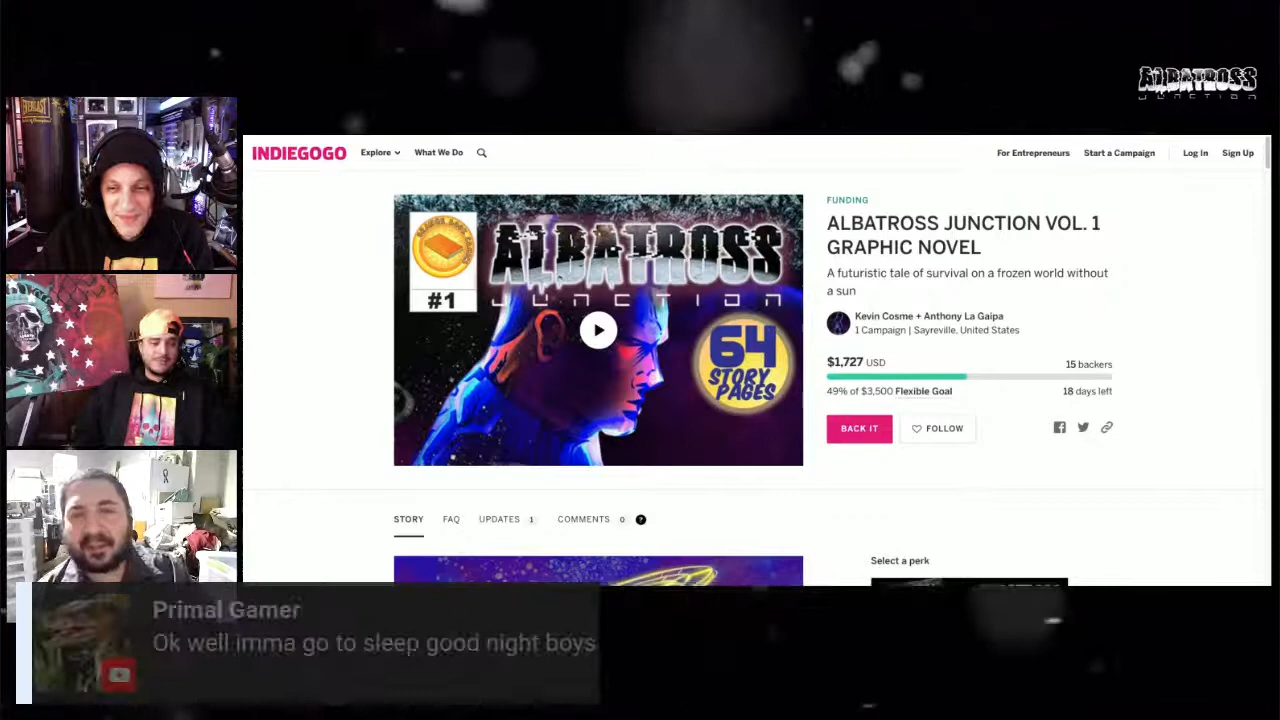 ALBATROSS
JUNCTION
EVERLAST
INDIEGOGO Explore What We Do For Entrepreneurs Start a Campaign Log In Sign Up
ALBATROSS
JUNCTION
#1
64
STORY
PAGES
FUNDING
ALBATROSS JUNCTION VOL. 1
GRAPHIC NOVEL
A futuristic tale of survival on a frozen world without
a sun
Kevin Cosme + Anthony La Gaipa
1 Campaign | Sayreville, United States
$1,727 USD 15 backers
49% of $3,500 Flexible Goal 18 days left
BACK IT FOLLOW
STORY FAQ UPDATES 1 COMMENTS 0 ?
Select a perk
Primal Gamer
Ok well imma go to sleep good night boys